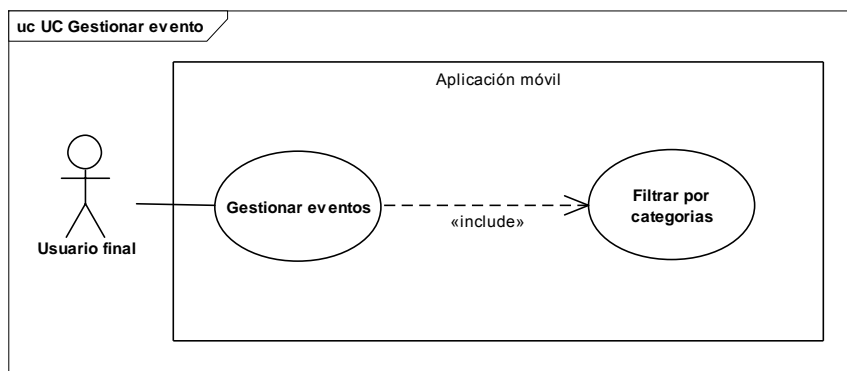 uc UC Gestionar evento
Aplicación móvil
Usuario final
Gestionar eventos
«include»
Filtrar por
categorias